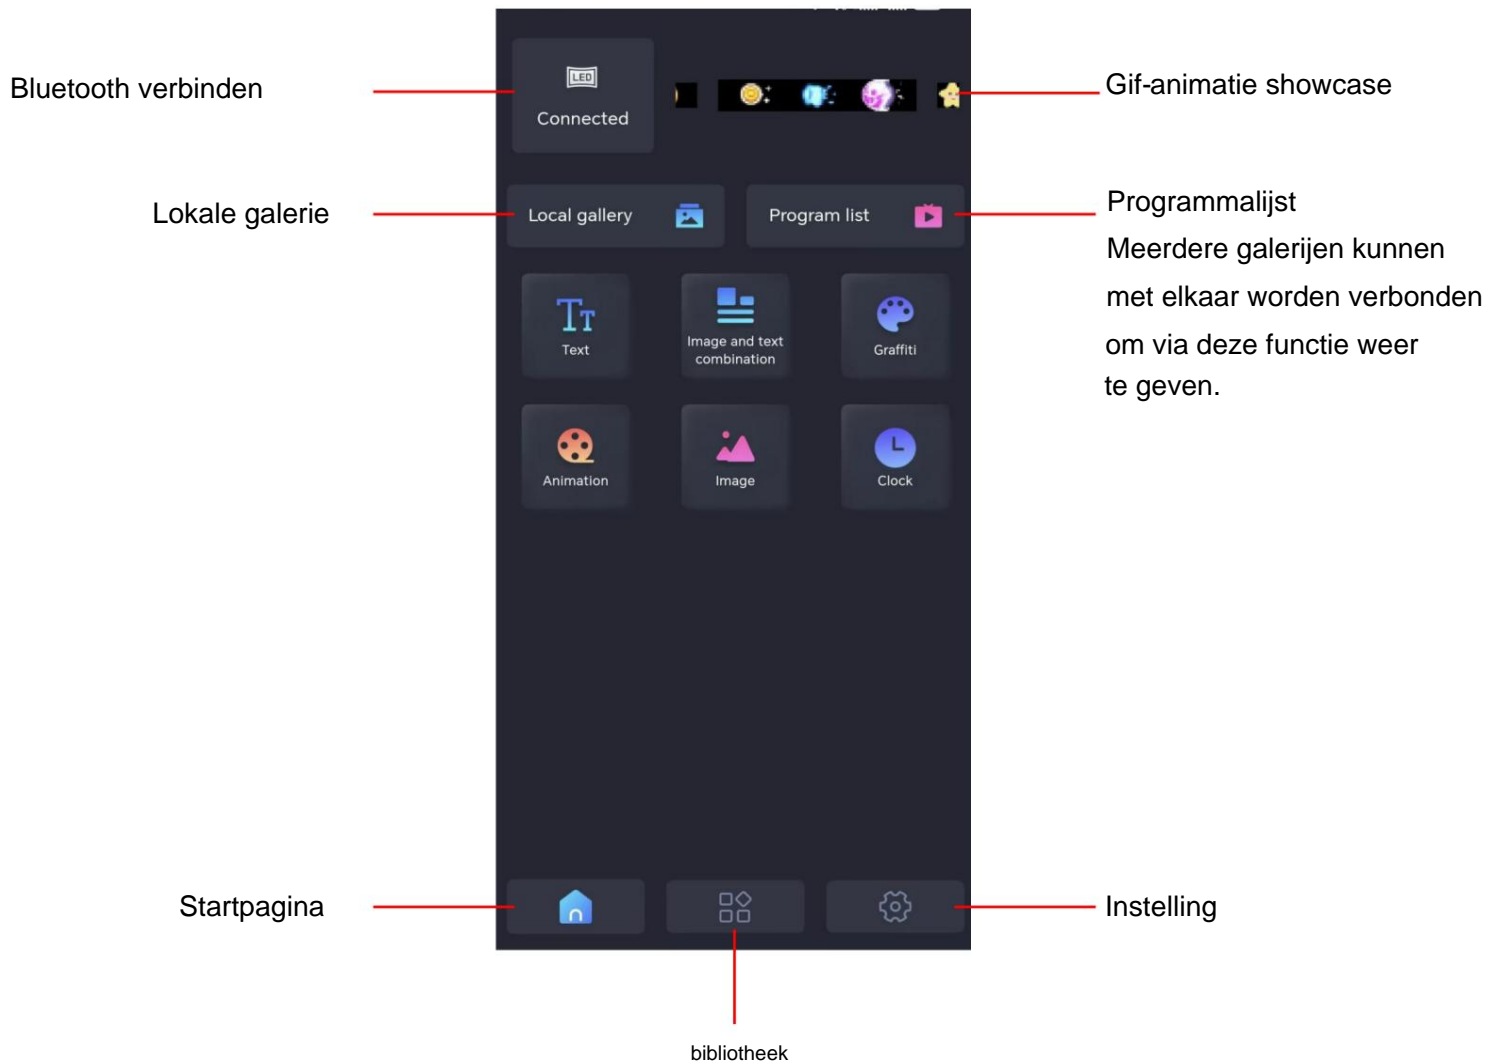 Bluetooth verbinden
LED
Connected
Gif-animatie showcase
Lokale galerie
Local gallery
Program list
Programmalijst
Meerdere galerijen kunnen
met elkaar worden verbonden
om via deze functie weer
te geven.
Tт
Text
Image and text
combination
Graffiti
Animation
Image
Clock
Startpagina
Instelling
bibliotheek